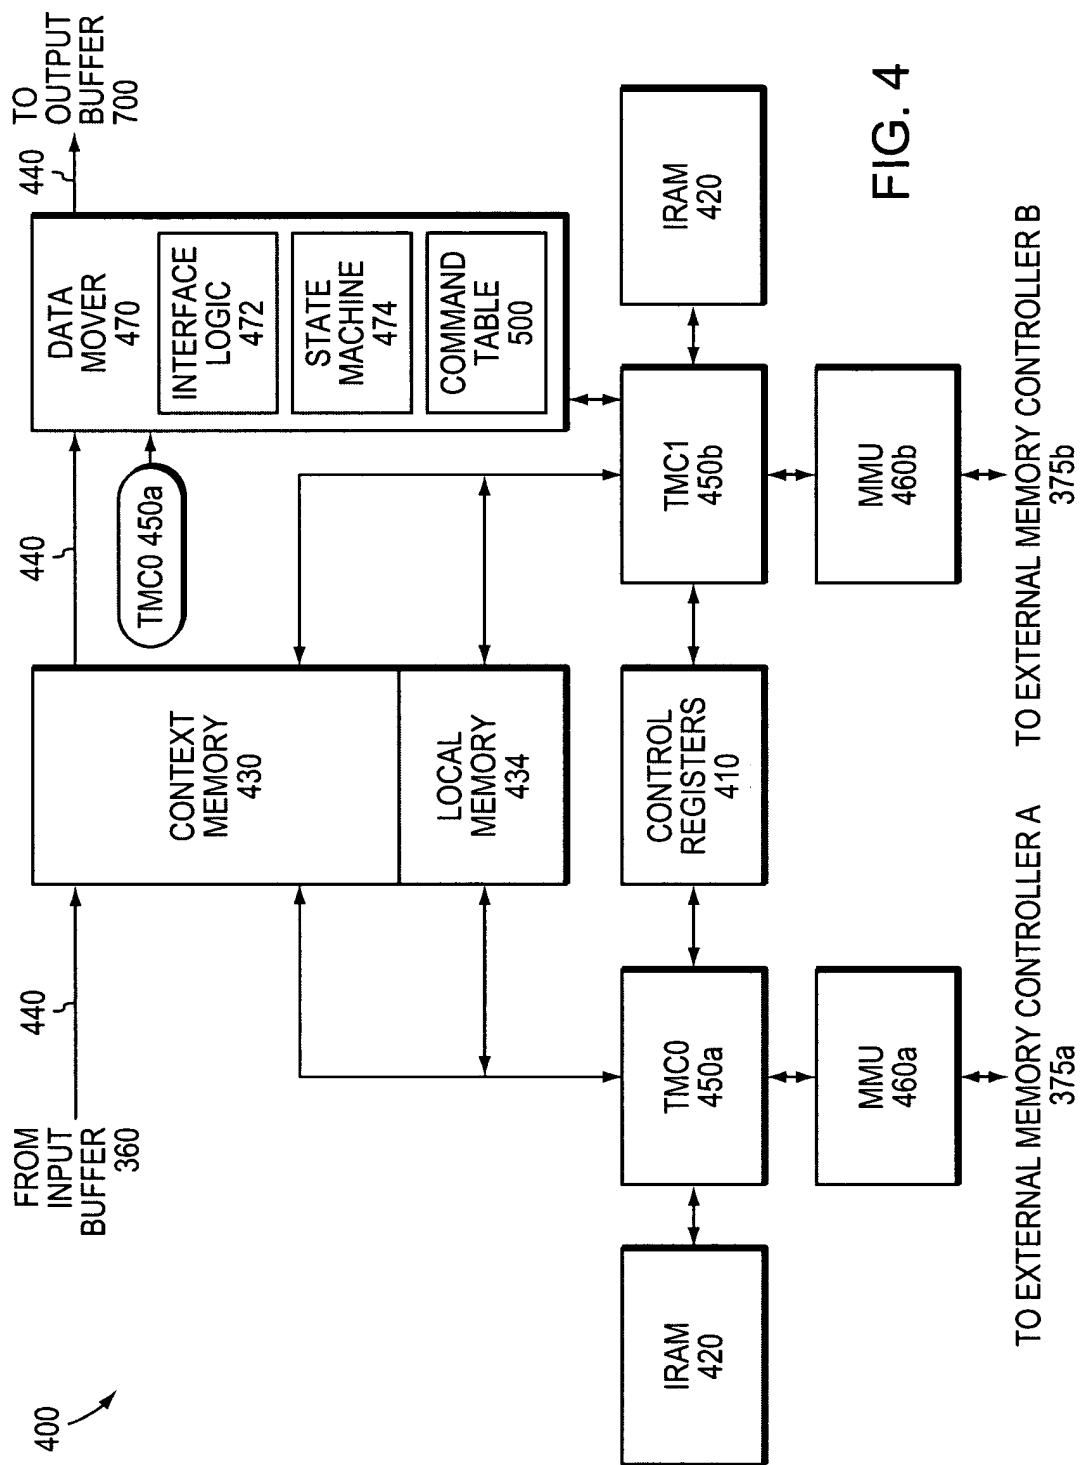 400
FROM
INPUT
BUFFER
360
440
CONTEXT
MEMORY
430
LOCAL
MEMORY
434
440
TMC0 450a
DATA
MOVER
470
INTERFACE
LOGIC
472
STATE
MACHINE
474
COMMAND
TABLE
500
440
TO
OUTPUT
BUFFER
700
IRAM
420
TMC0
450a
CONTROL
REGISTERS
410
TMC1
450b
IRAM
420
MMU
460a
MMU
460b
TO EXTERNAL MEMORY CONTROLLER A
375a
TO EXTERNAL MEMORY CONTROLLER B
375b
FIG. 4